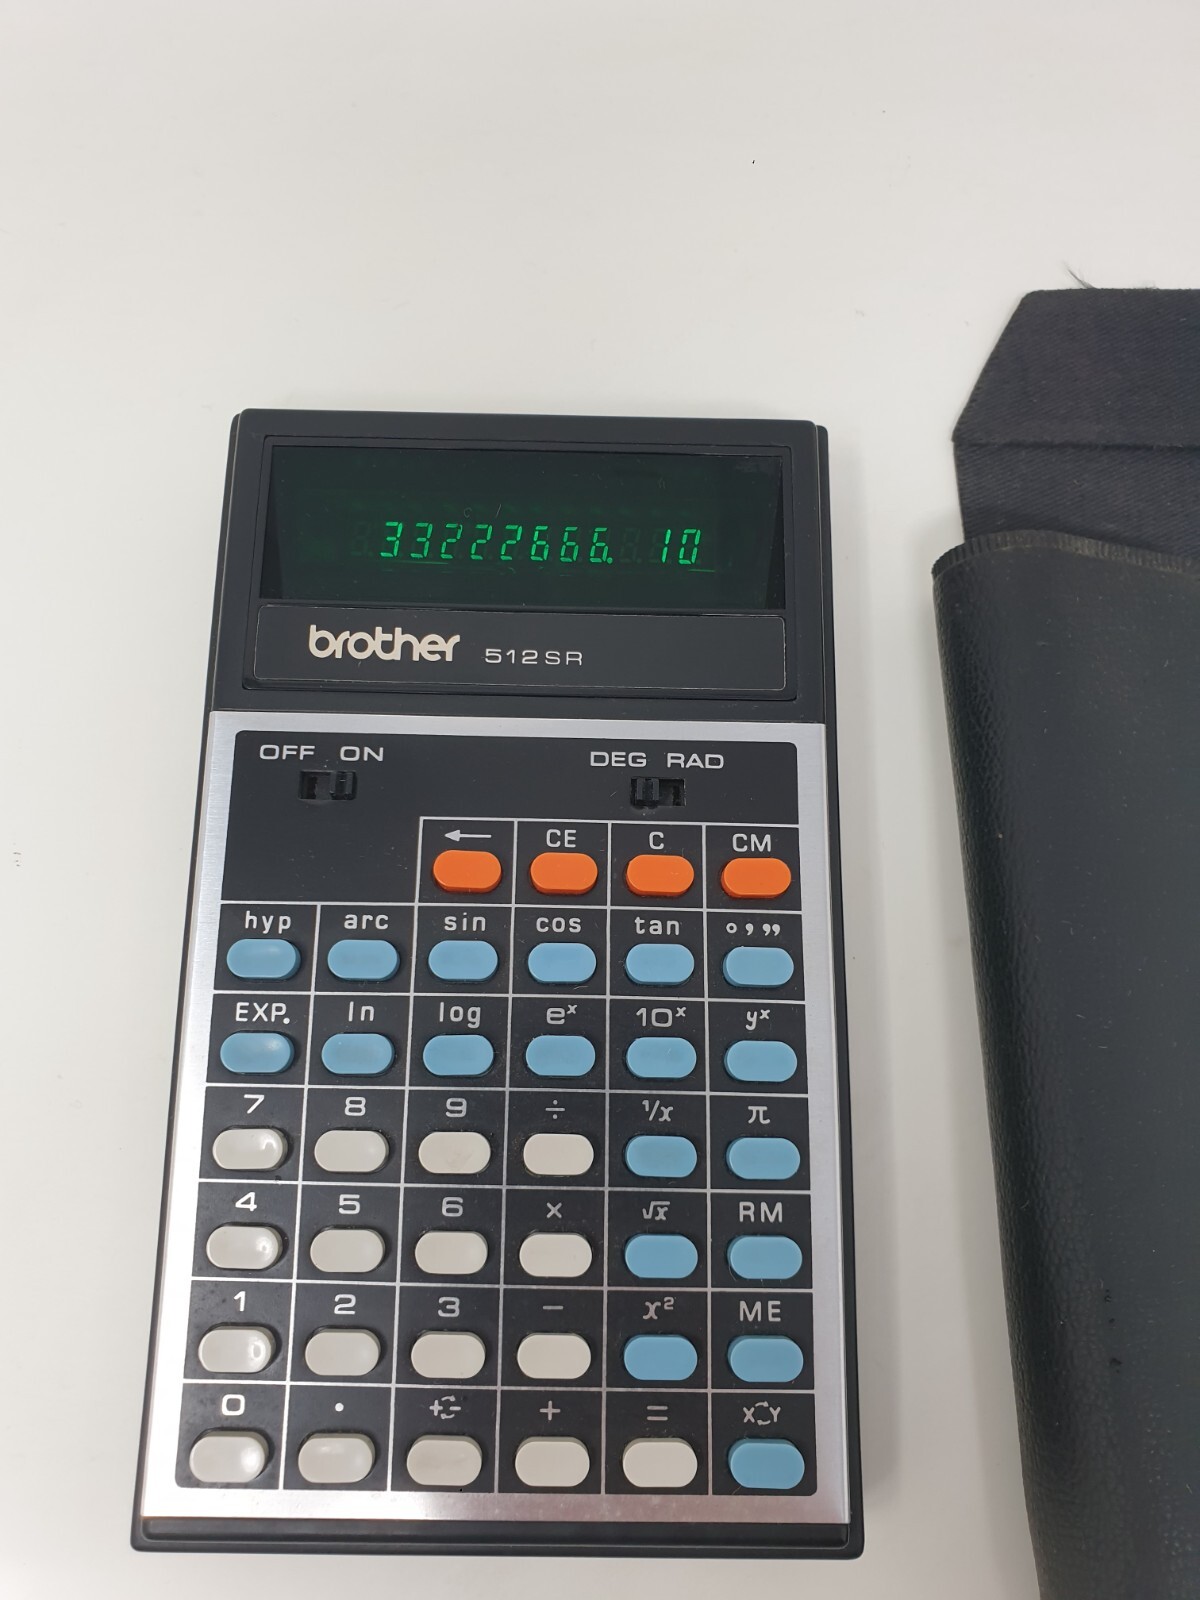 33222666. 10
brother 512SR
OFF ON DEG RAD
← CE C CM
hyp arc sin cos tan o,,,
EXP. ln log eˣ 10ˣ yˣ
7 8 9 ÷ 1/x π
4 5 6 × √x RM
1 2 3 − x² ME
0 . +⇄− + = X⇄Y